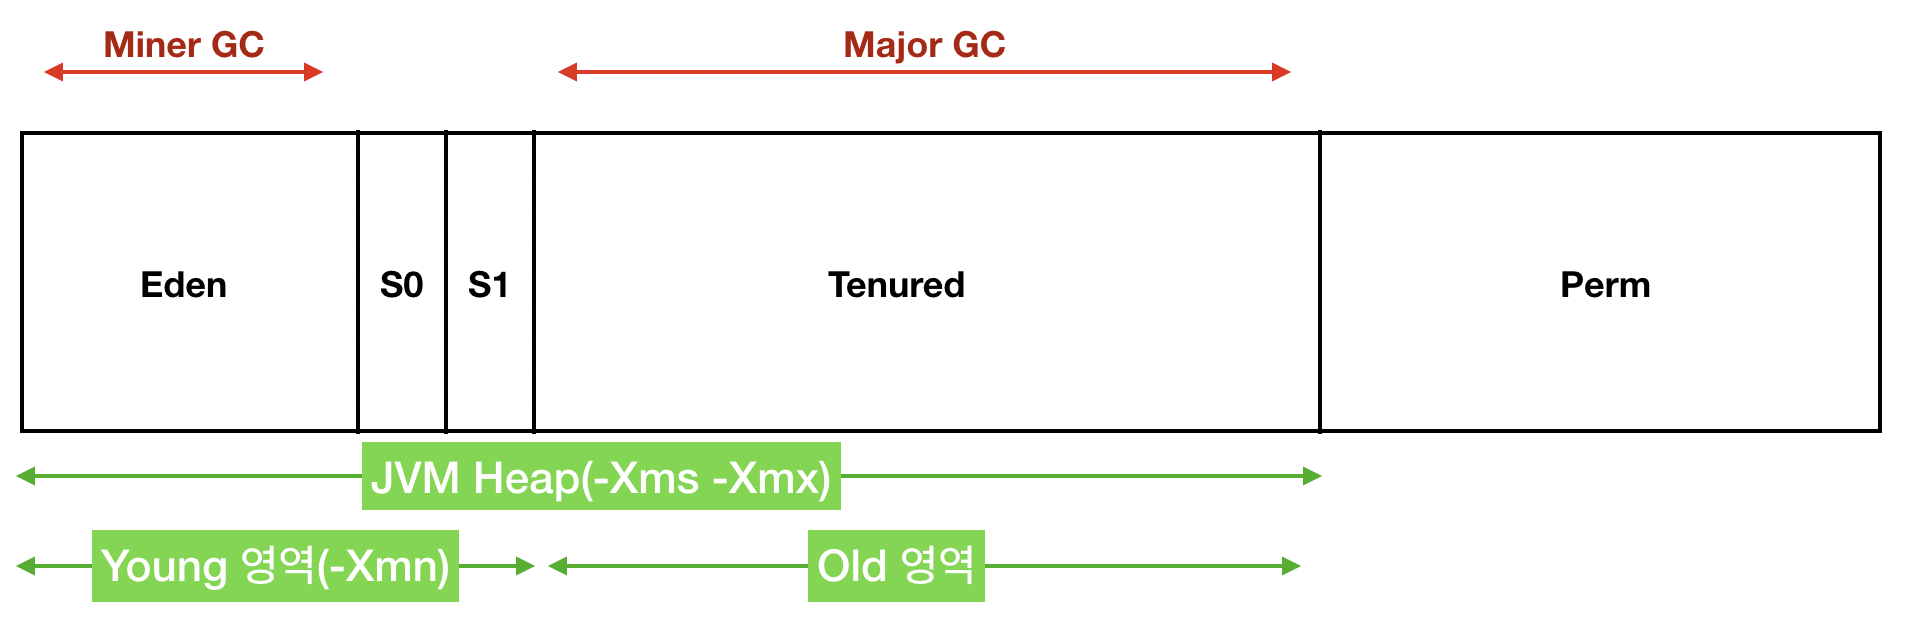 Miner GC
Major GC
Eden
S0
S1
Tenured
Perm
JVM Heap(-Xms -Xmx)
Young 영역(-Xmn)
Old 영역